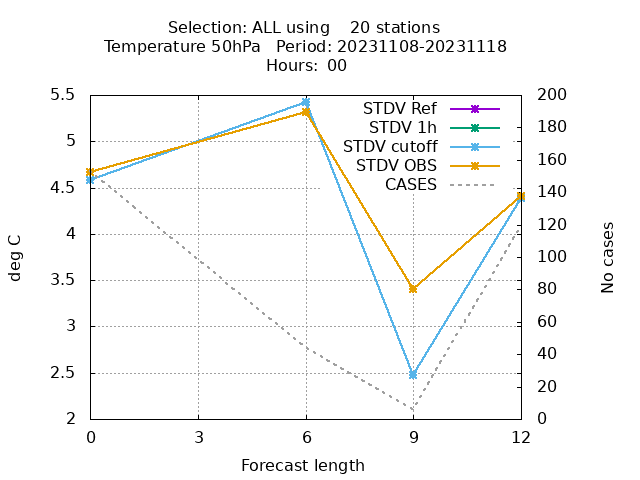 Selection: ALL using    20 stations
Temperature 50hPa   Period: 20231108-20231118
Hours: 00
5.5
5
4.5
4
3.5
3
2.5
2
200
180
160
140
120
100
80
60
40
20
0
STDV Ref
STDV 1h
STDV cutoff
STDV OBS
CASES
deg C
No cases
0 3 6 9 12
Forecast length